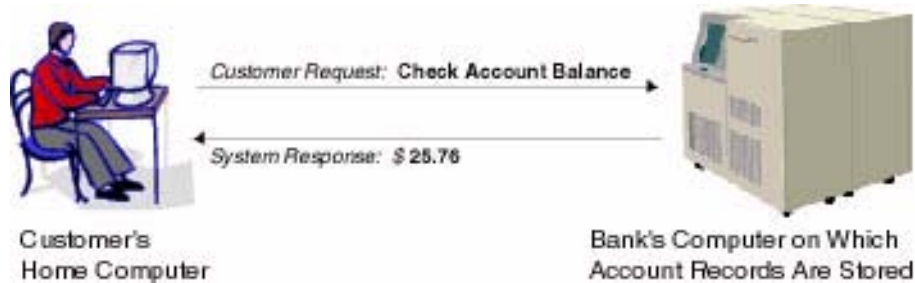 Customer Request: Check Account Balance
System Response: $ 25.76
Customer's
Home Computer
Bank's Computer on Which
Account Records Are Stored